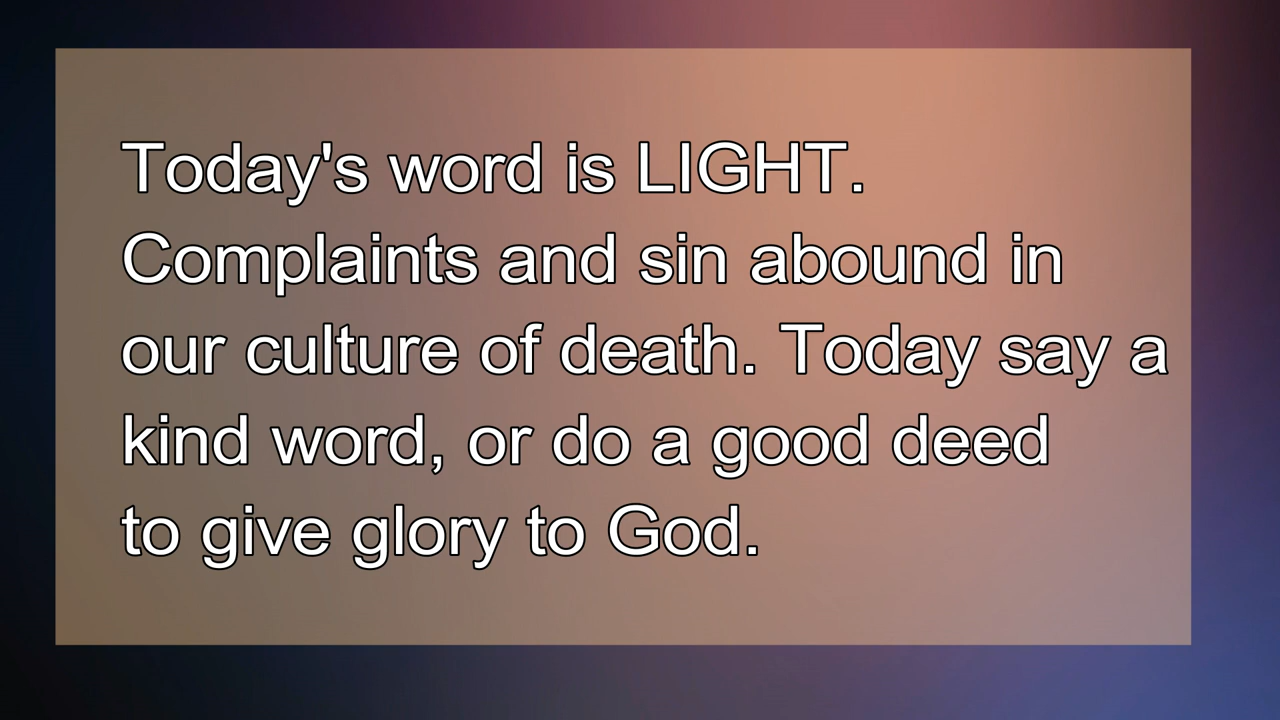 Today's word is LIGHT.
Complaints and sin abound in
our culture of death. Today say a
kind word, or do a good deed
to give glory to God.